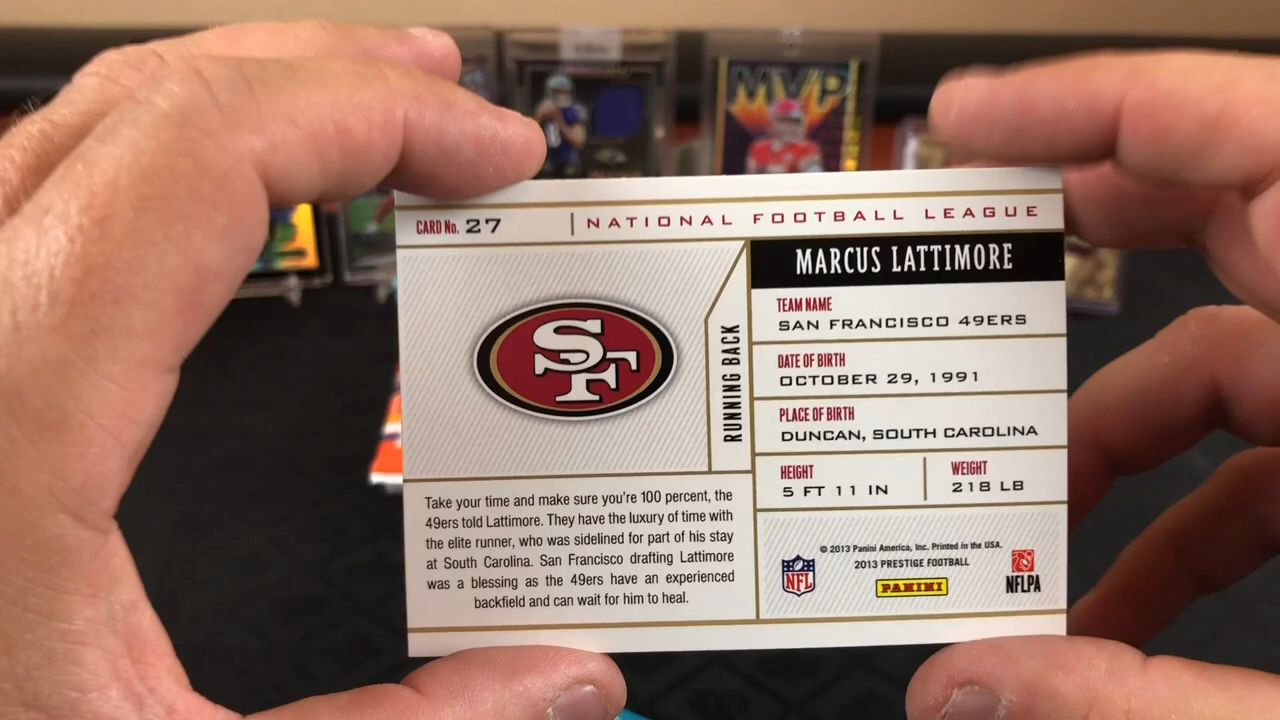 MVP
CARD No. 27
NATIONAL FOOTBALL LEAGUE
MARCUS LATTIMORE
TEAM NAME
SAN FRANCISCO 49ERS
DATE OF BIRTH
OCTOBER 29, 1991
PLACE OF BIRTH
DUNCAN, SOUTH CAROLINA
HEIGHT
5 FT 11 IN
WEIGHT
218 LB
SF
RUNNING BACK
Take your time and make sure you're 100 percent, the
49ers told Lattimore. They have the luxury of time with
the elite runner, who was sidelined for part of his stay
at South Carolina. San Francisco drafting Lattimore
was a blessing as the 49ers have an experienced
backfield and can wait for him to heal.
© 2013 Panini America, Inc. Printed in the USA.
2013 PRESTIGE FOOTBALL
NFL
PANINI
NFLPA